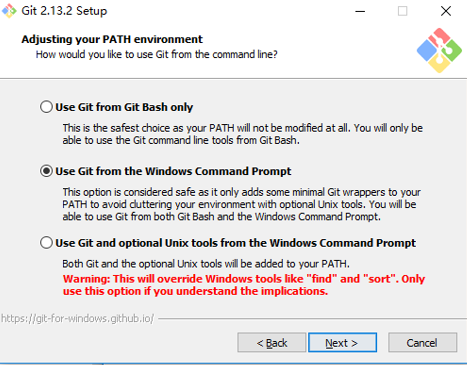 Git 2.13.2 Setup
Adjusting your PATH environment
How would you like to use Git from the command line?
Use Git from Git Bash only
This is the safest choice as your PATH will not be modified at all. You will only be
able to use the Git command line tools from Git Bash.
Use Git from the Windows Command Prompt
This option is considered safe as it only adds some minimal Git wrappers to your
PATH to avoid cluttering your environment with optional Unix tools. You will be
able to use Git from both Git Bash and the Windows Command Prompt.
Use Git and optional Unix tools from the Windows Command Prompt
Both Git and the optional Unix tools will be added to your PATH.
Warning: This will override Windows tools like "find" and "sort". Only
use this option if you understand the implications.
https://git-for-windows.github.io/
< Back Next > Cancel